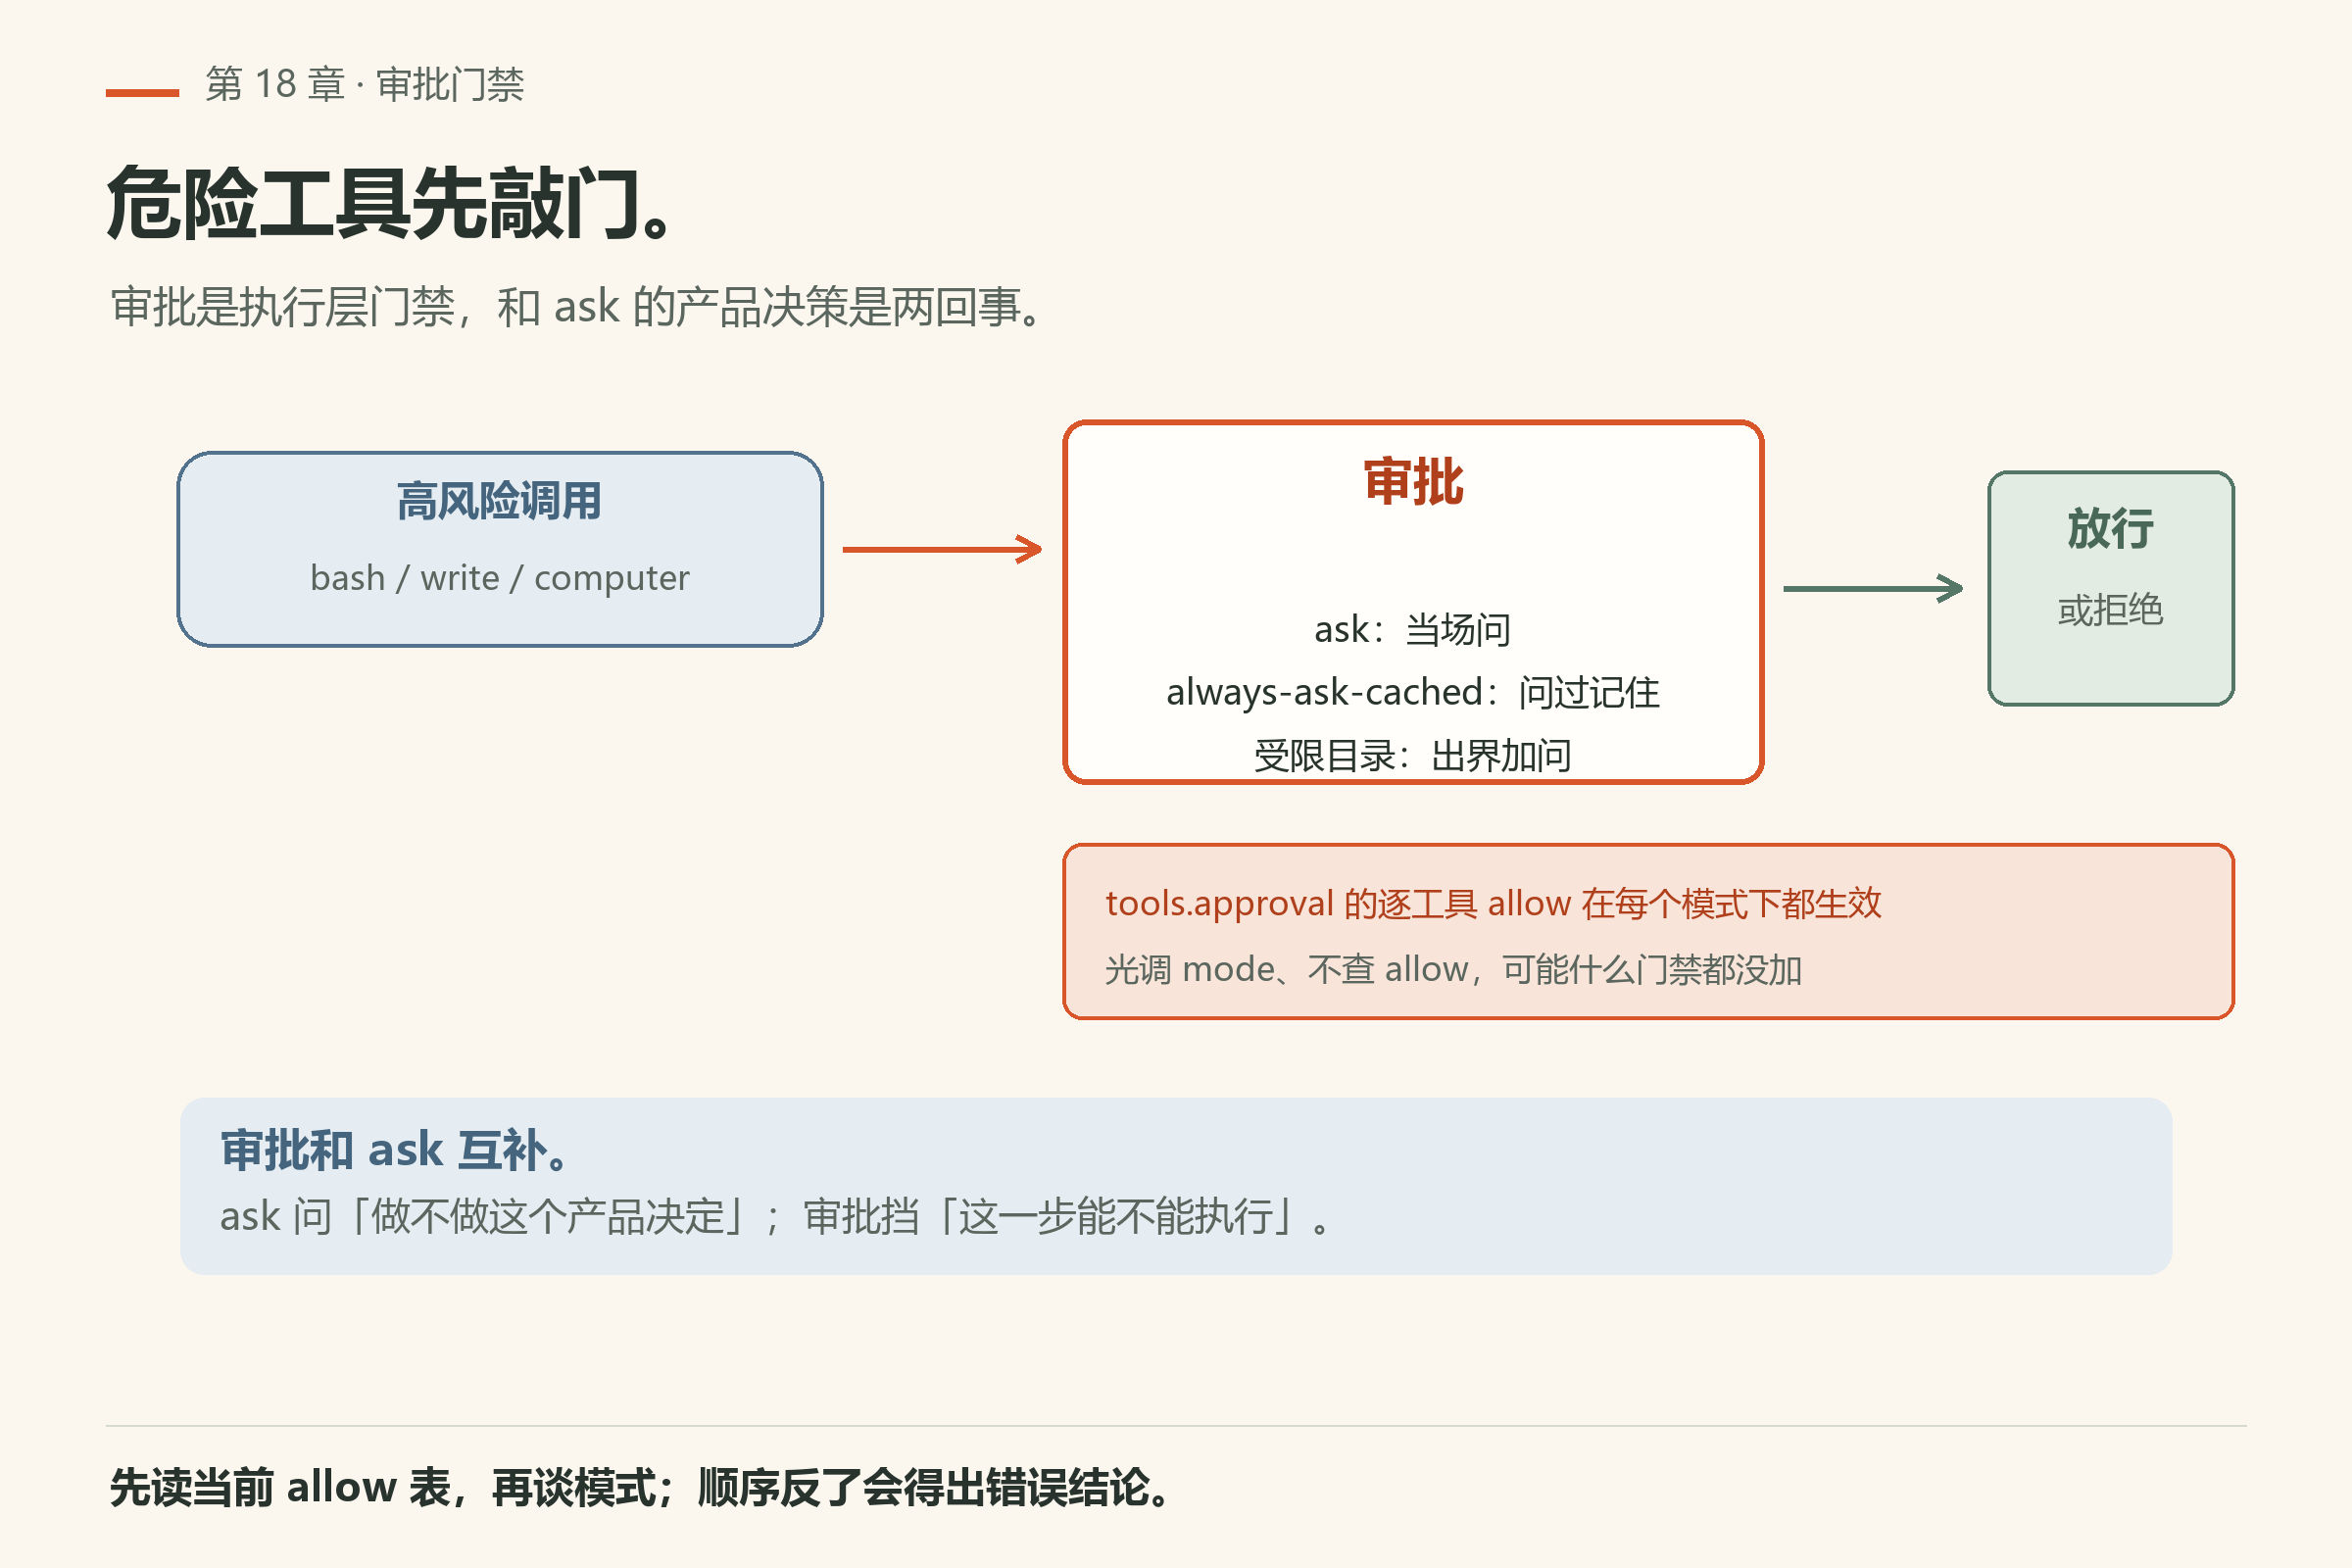 第 18 章 · 审批门禁
危险工具先敲门。
审批是执行层门禁，和 ask 的产品决策是两回事。
高风险调用
bash / write / computer
审批
ask：当场问
always-ask-cached：问过记住
受限目录：出界加问
放行
或拒绝
tools.approval 的逐工具 allow 在每个模式下都生效
光调 mode、不查 allow，可能什么门禁都没加
审批和 ask 互补。
ask 问「做不做这个产品决定」；审批挡「这一步能不能执行」。
先读当前 allow 表，再谈模式；顺序反了会得出错误结论。